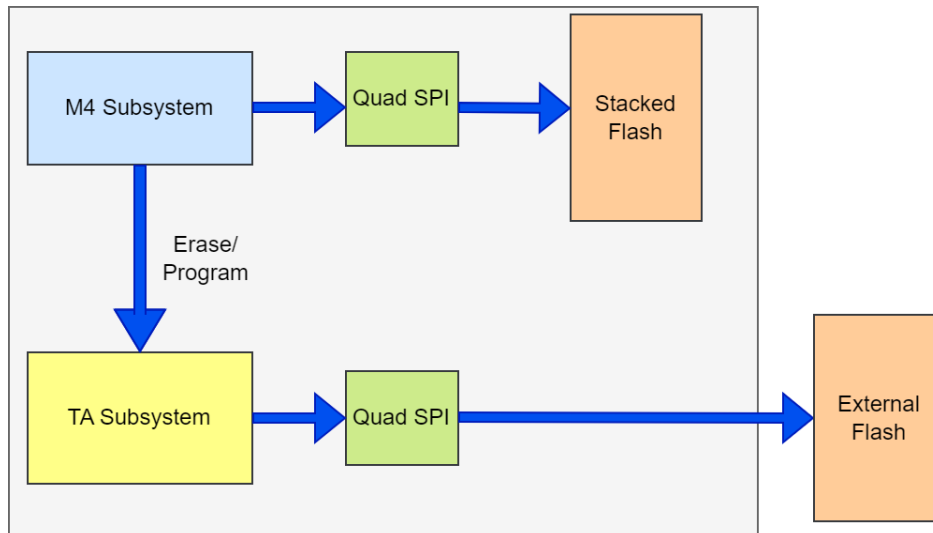 M4 Subsystem
Quad SPI
Stacked
Flash
Erase/
Program
TA Subsystem
Quad SPI
External
Flash